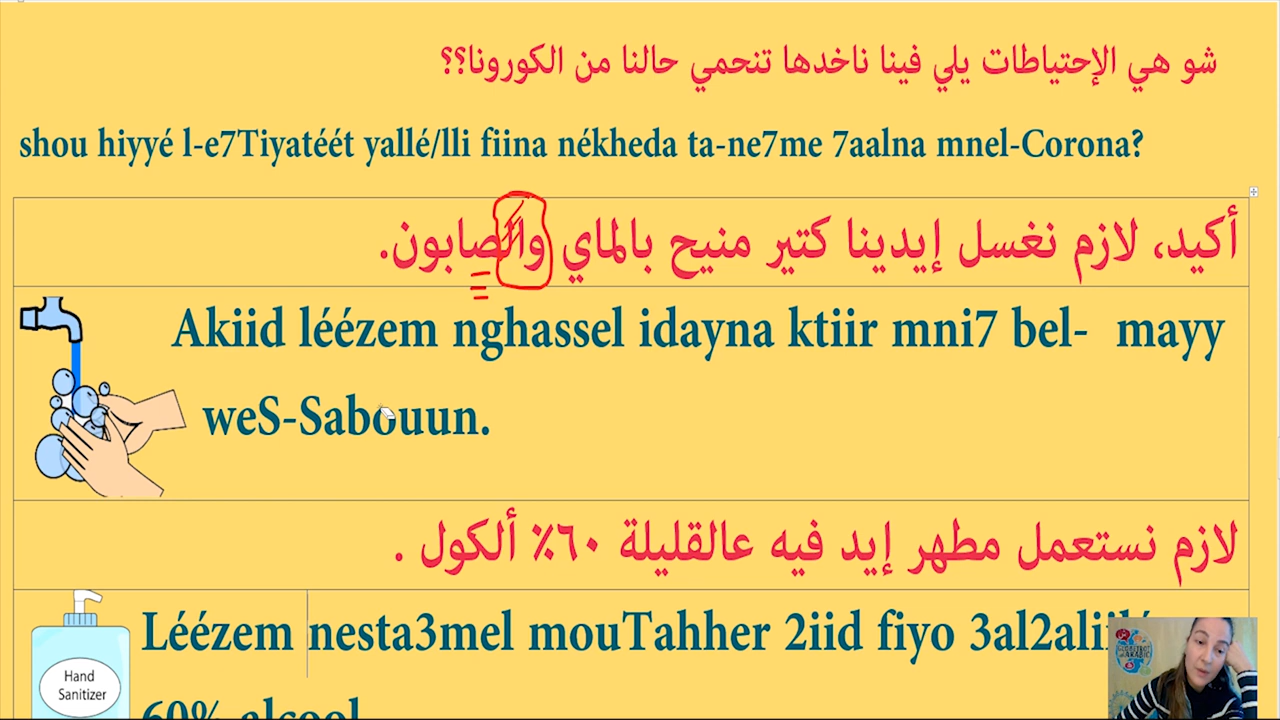 شو هي الإحتياطات يلي فينا ناخدها تنحمي حالنا من الكورونا؟؟
shou hiyyé l-e7Tiyatéét yallé/lli fiina nékheda ta-ne7me 7aalna mnel-Corona?
أكيد، لازم نغسل إيدينا كتير منيح بالماي والصابون.
Akiid léézem nghassel idayna ktiir mni7 bel- mayy
weS-Sabouun.
لازم نستعمل مطهر إيد فيه عالقليلة ٦٠٪ ألكول .
Léézem nesta3mel mouTahher 2iid fiyo
60% alcool
Hand
Sanitizer